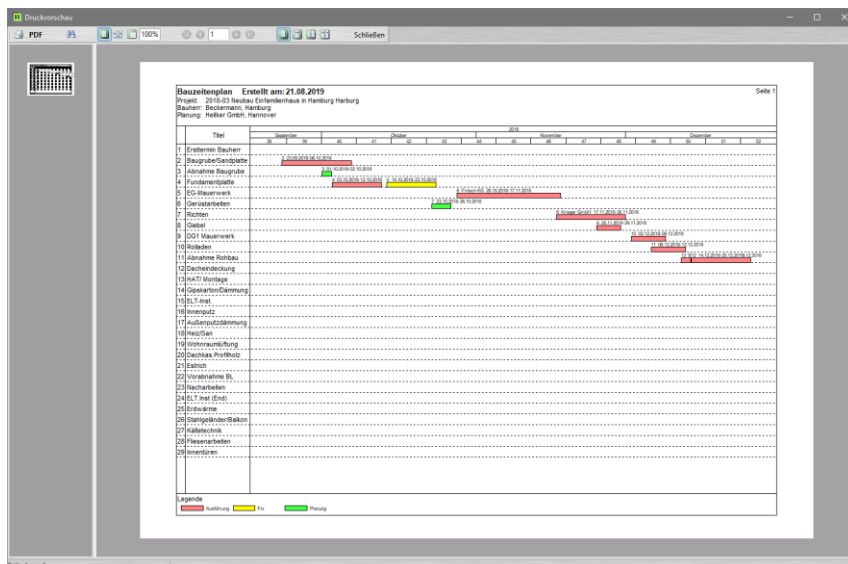 Druckvorschau
PDF 100% 1 Schließen
Bauzeitenplan Erstellt am: 21.08.2019 Seite 1
Projekt: 2018-03 Neubau Einfamilienhaus in Hamburg Harburg
Bauherr: Beckermann, Hamburg
Planung: Heitker GmbH, Hannover
2018
Titel September Oktober November Dezember
38 39 40 41 42 43 44 45 46 47 48 49 50 51 52
1 Ersttermin Bauherr
2 Baugrube/Sandplatte
3 Abnahme Baugrube
4 Fundamentplatte
5 EG-Mauerwerk
6 Gerüstarbeiten
7 Richten
8 Giebel
9 DG1 Mauerwerk
10 Rolladen
11 Abnahme Rohbau
12 Dacheindeckung
13 HAT/ Montage
14 Gipskarton/Dämmung
15 ELT-Inst.
16 Innenputz
17 Außenputzdämmung
18 Heiz/San
19 Wohnraumlüftung
20 Dachkas.Profilholz
21 Estrich
22 Vorabnahme BL
23 Nacharbeiten
24 ELT.Inst (End)
25 Erdwärme
26 Stahlgeländer/Balkon
27 Kältetechnik
28 Fliesenarbeiten
29 Innentüren
Legende
Ausführung Fix Planung